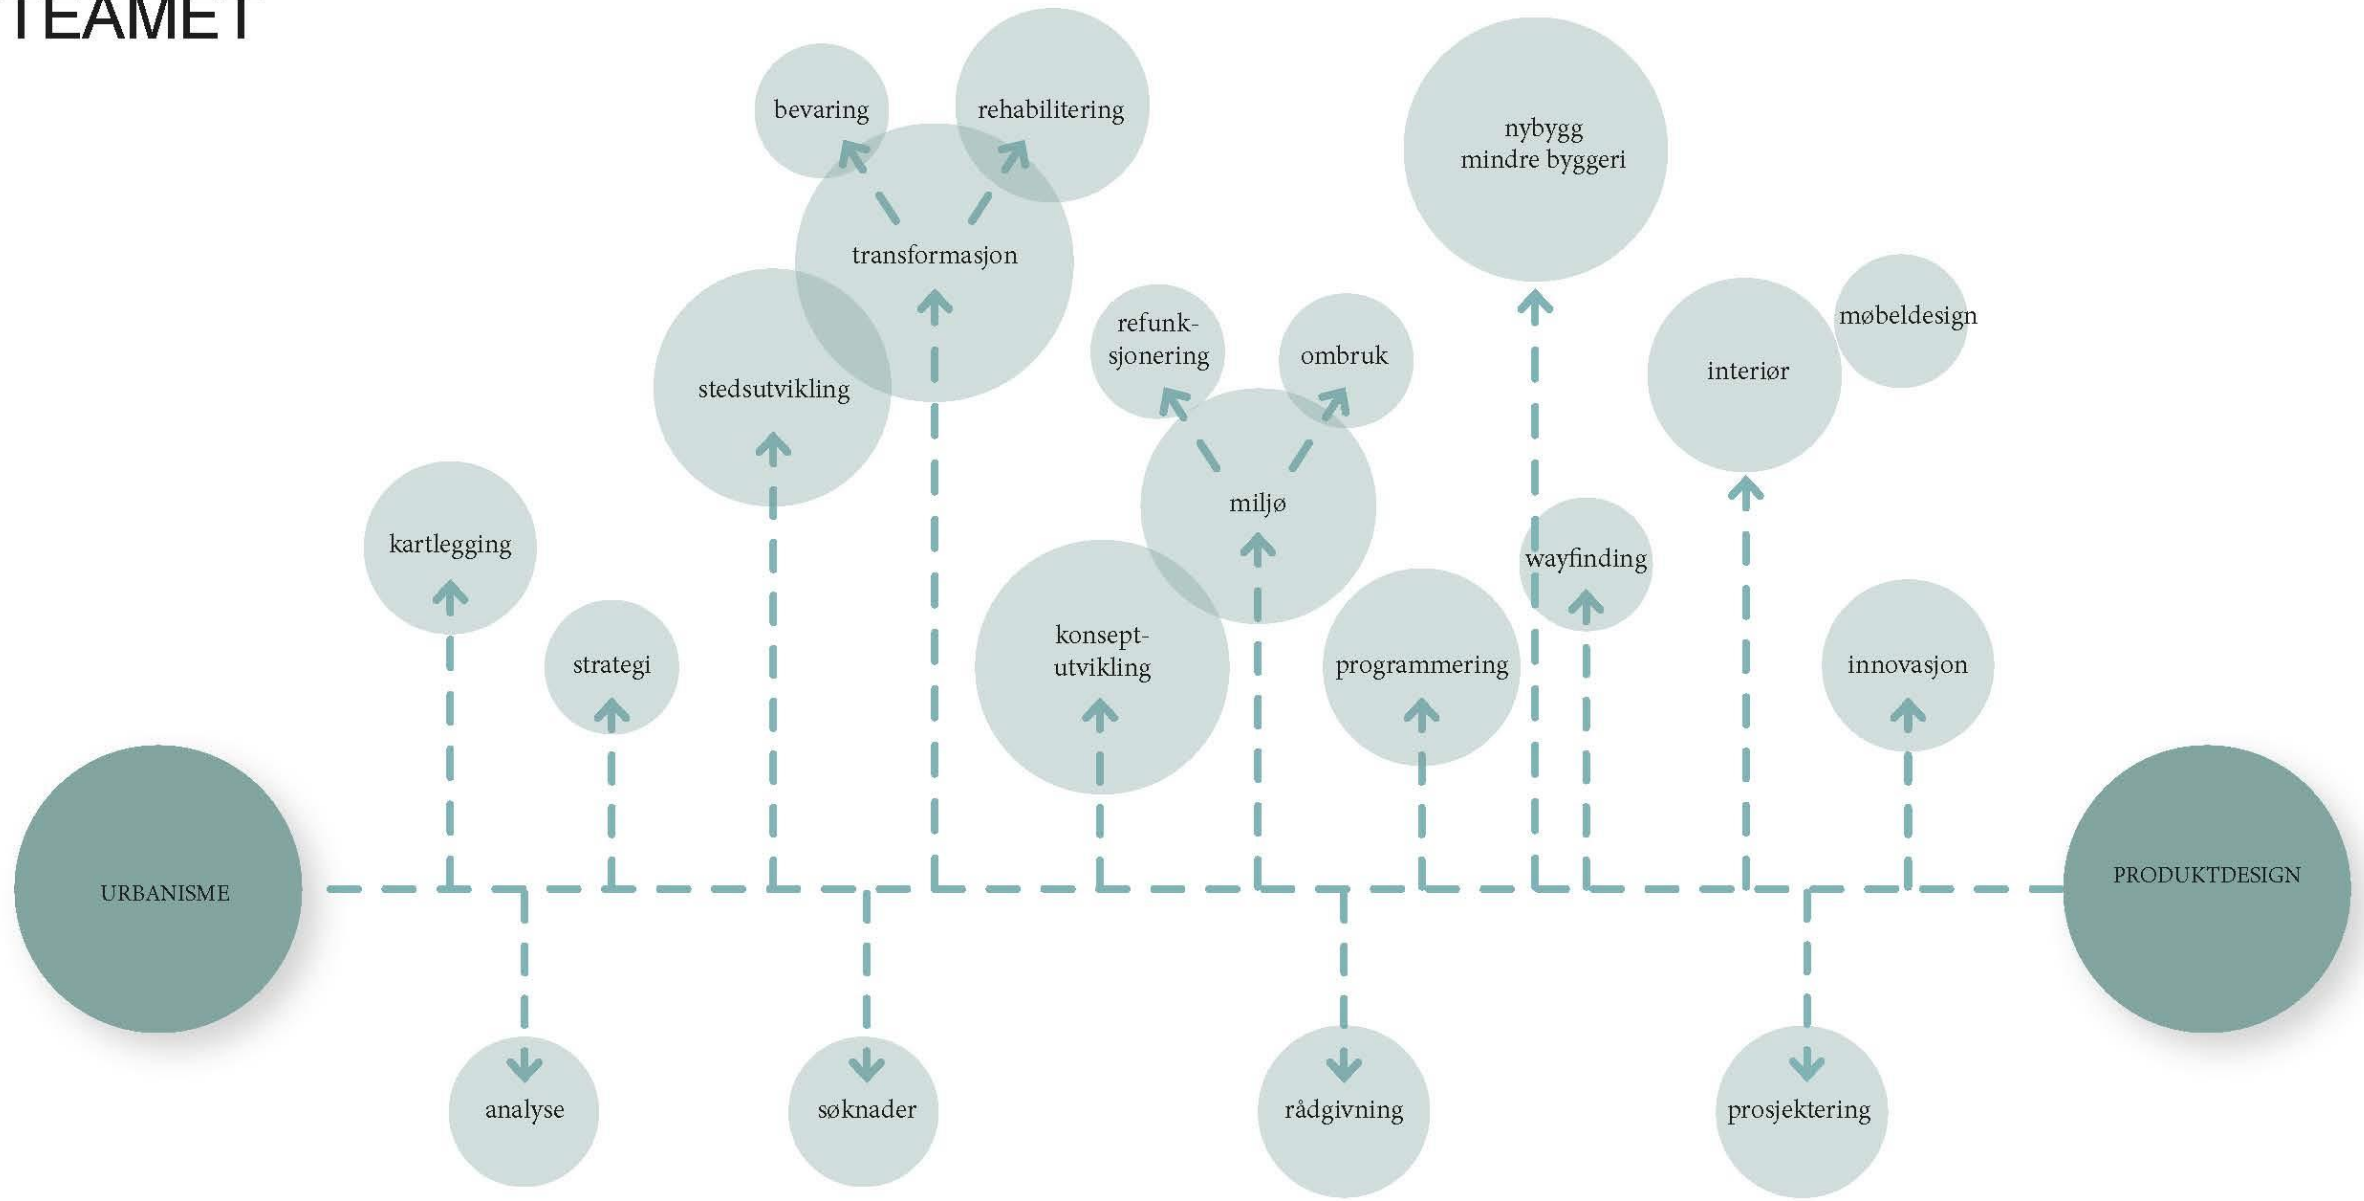 TEAMET
bevaring
rehabilitering
nybygg
mindre byggeri
transformasjon
stedsutvikling
refunk-
sjonering
ombruk
møbeldesign
interiør
kartlegging
miljø
wayfinding
strategi
konsept-
utvikling
programmering
innovasjon
URBANISME
PRODUKTDESIGN
analyse
søknader
rådgivning
prosjektering